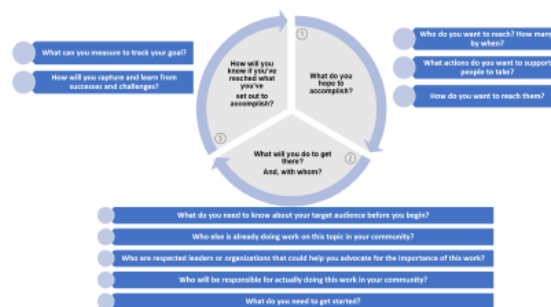 What can you measure to track your goal?
How will you capture and learn from
successes and challenges?
How will you
know if you've
reached what
you've
set out to
accomplish?
3
1
What do you
hope to
accomplish?
Who do you want to reach? How many
by when?
What actions do you want to support
people to take?
How do you want to reach them?
What will you do to get
there?
And, with whom?
2
What do you need to know about your target audience before you begin?
Who else is already doing work on this topic in your community?
Who are respected leaders or organizations that could help you advocate for the importance of this work?
Who will be responsible for actually doing this work in your community?
What do you need to get started?